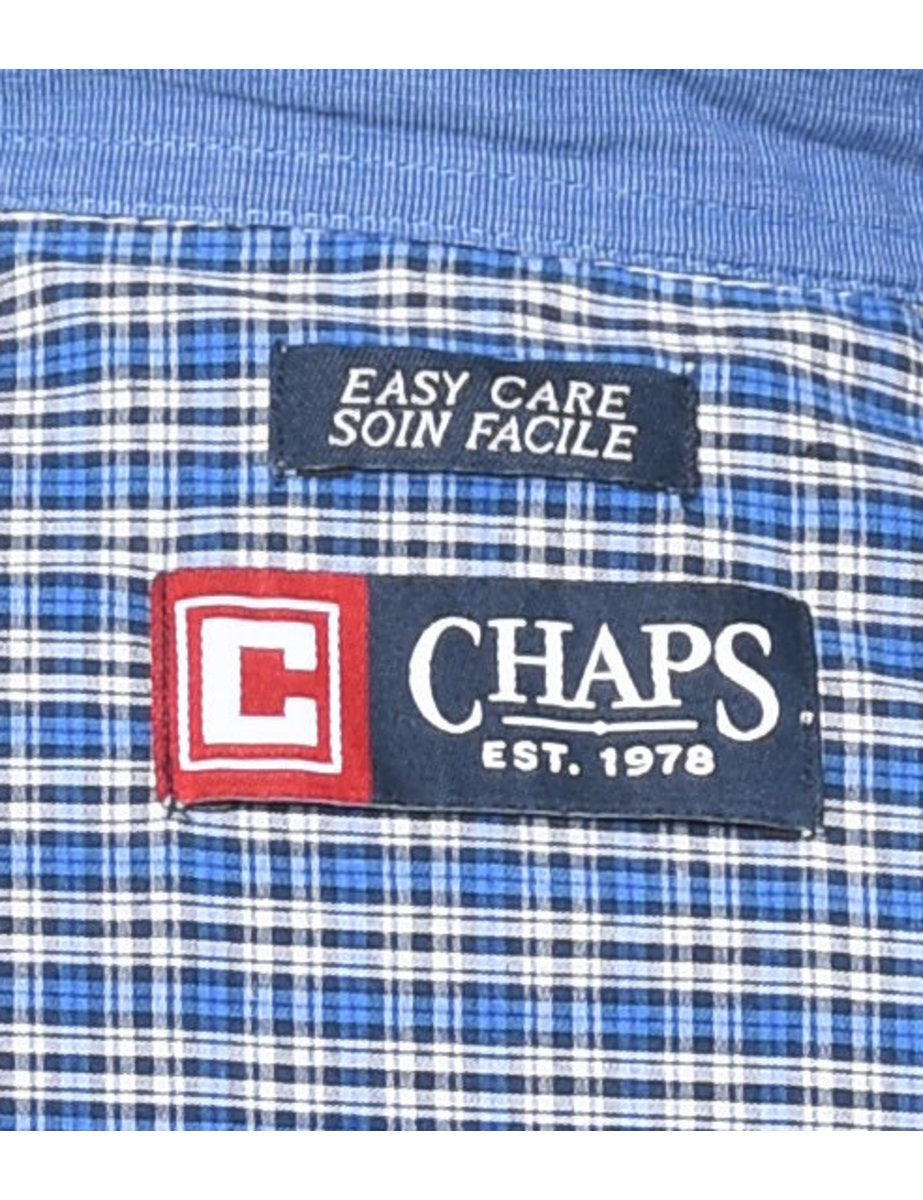 EASY CARE
SOIN FACILE
C CHAPS
EST. 1978